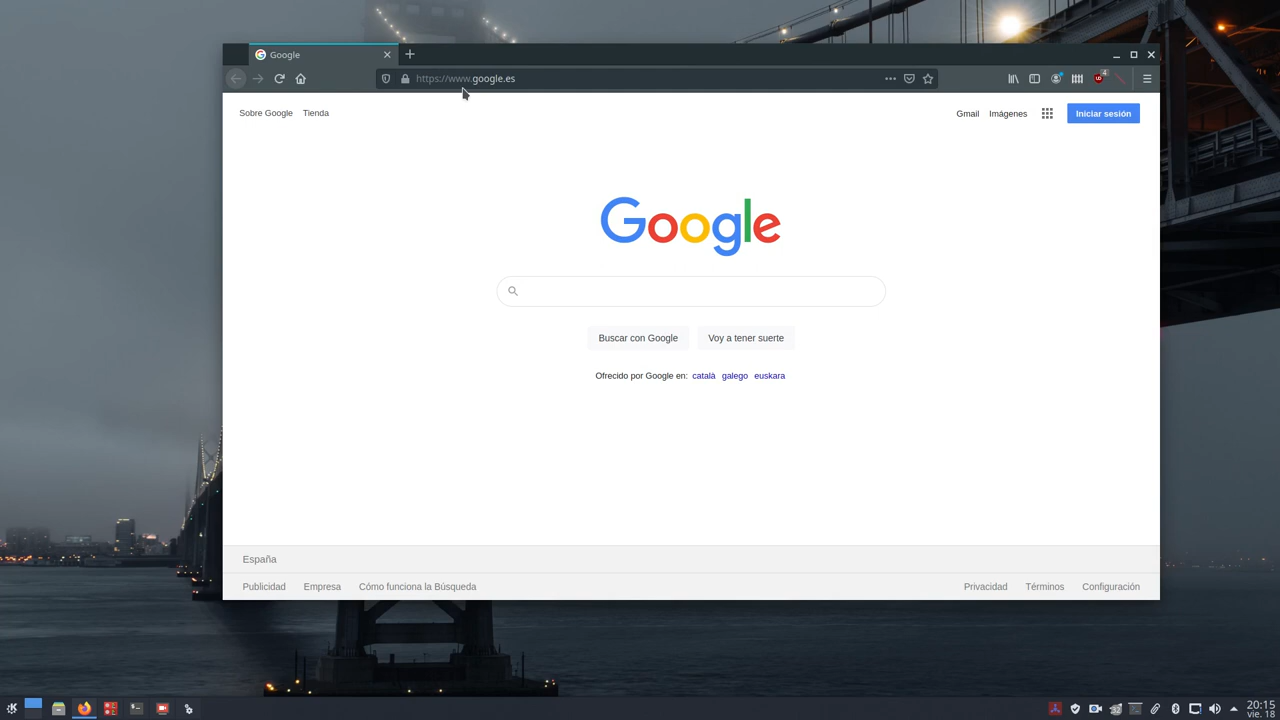 Google
https://www.google.es
4
Sobre Google Tienda
Gmail Imágenes Iniciar sesión
Google
Buscar con Google Voy a tener suerte
Ofrecido por Google en: català galego euskara
España
Publicidad Empresa Cómo funciona la Búsqueda
Privacidad Términos Configuración
20:15
vie. 18